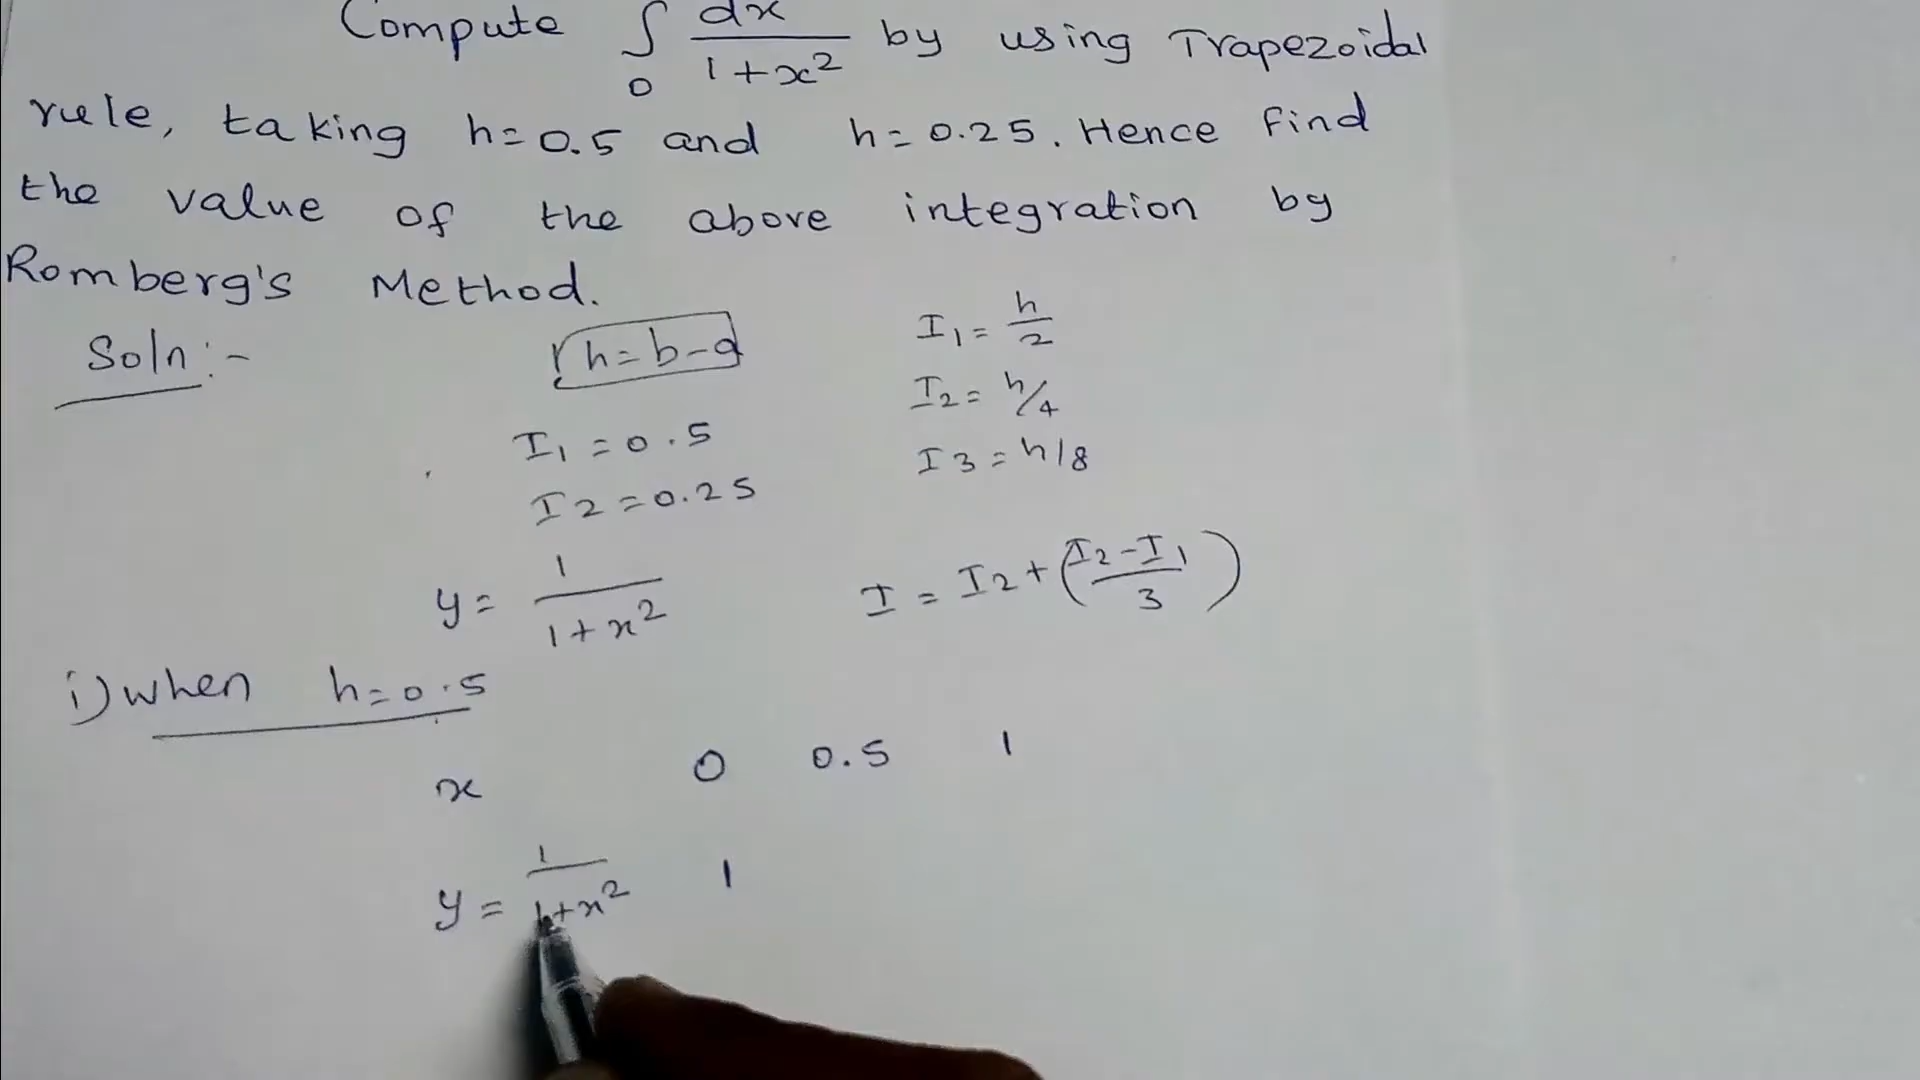 Compute ∫₀ dx/(1+x²) by using Trapezoidal
rule, taking h=0.5 and h=0.25. Hence find
the value of the above integration by
Romberg's Method.
Soln:-
h=b-a
I₁ = h/2
I₂ = h/4
I₁ = 0.5
I3 = h/8
I2 = 0.25
y = 1/(1+x²)
I = I₂ + (I₂-I₁/3)
i) when h=0.5
x 0 0.5 1
y = 1/(1+x²) 1